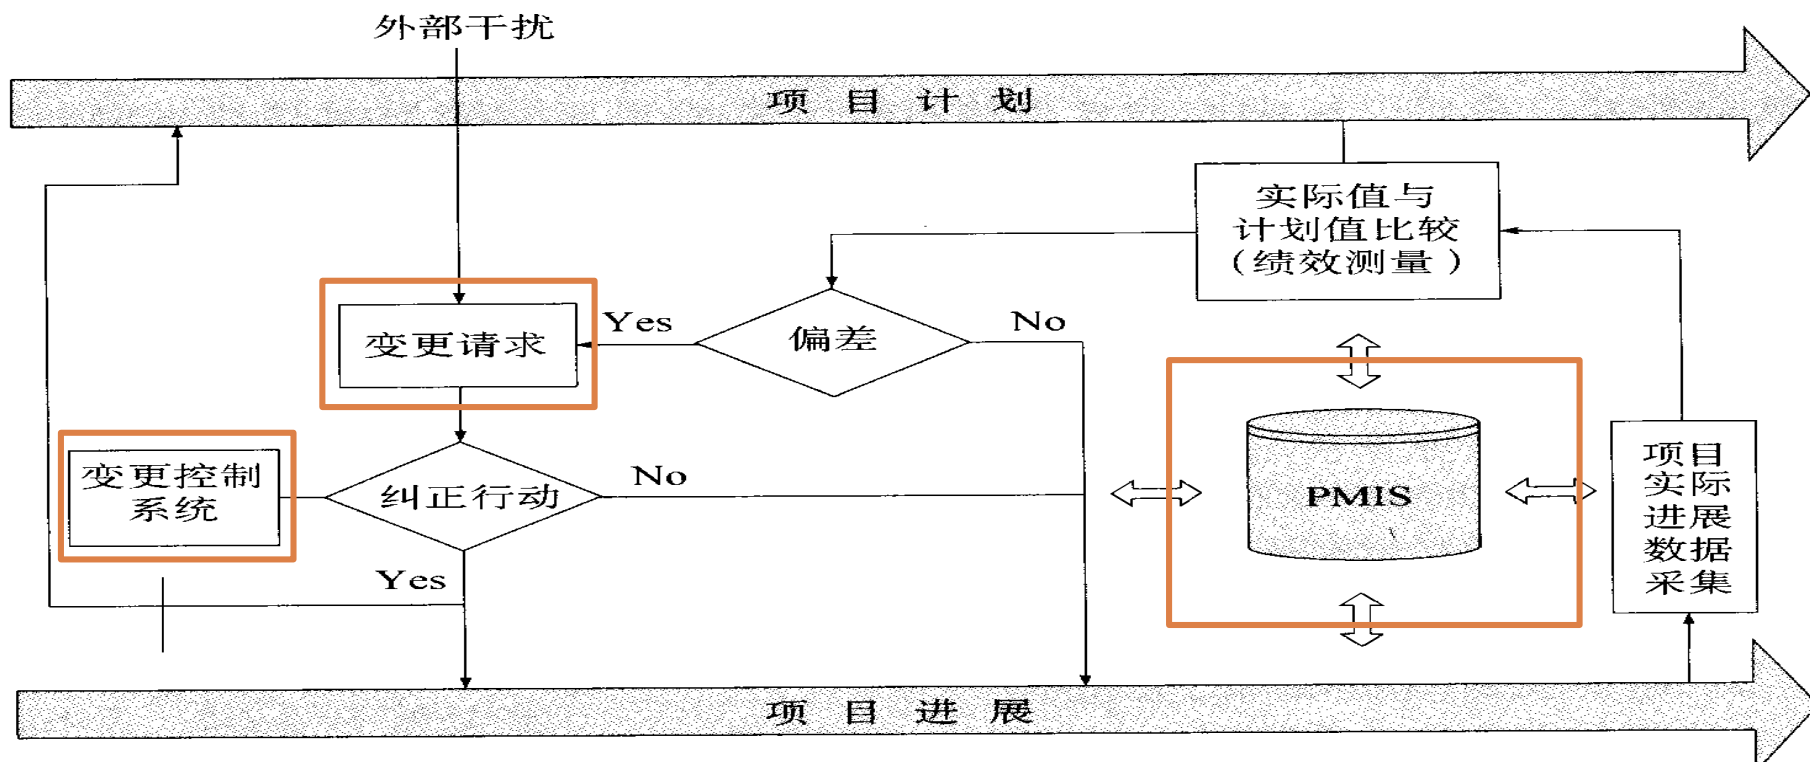 外部干扰
项目计划
实际值与
计划值比较
(绩效测量)
变更请求
Yes
偏差
No
变更控制
系统
纠正行动
No
Yes
PMIS
项目
实际
进展
数据
采集
项目进展